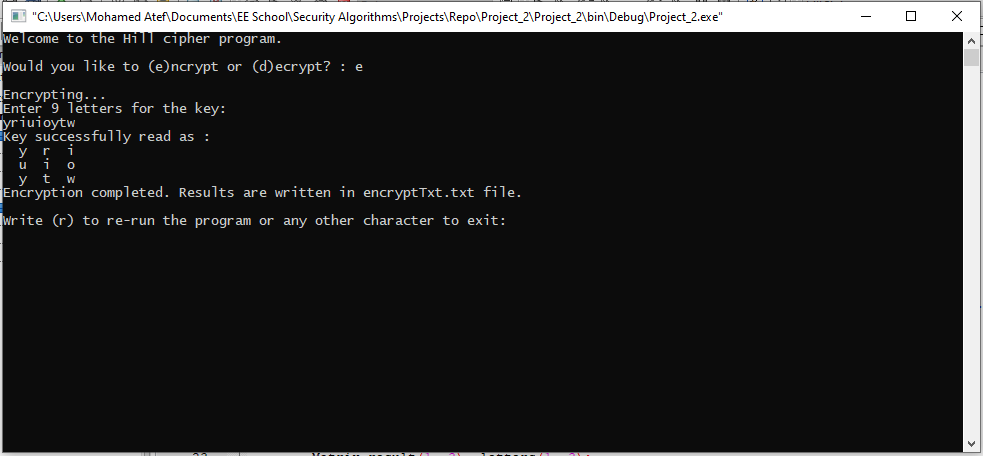 "C:\Users\Mohamed Atef\Documents\EE School\Security Algorithms\Projects\Repo\Project_2\Project_2\bin\Debug\Project_2.exe"
Welcome to the Hill cipher program.
Would you like to (e)ncrypt or (d)ecrypt? : e
Encrypting...
Enter 9 letters for the key:
yriuioytw
Key successfully read as :
y r i
u i o
y t w
Encryption completed. Results are written in encryptTxt.txt file.
Write (r) to re-run the program or any other character to exit: